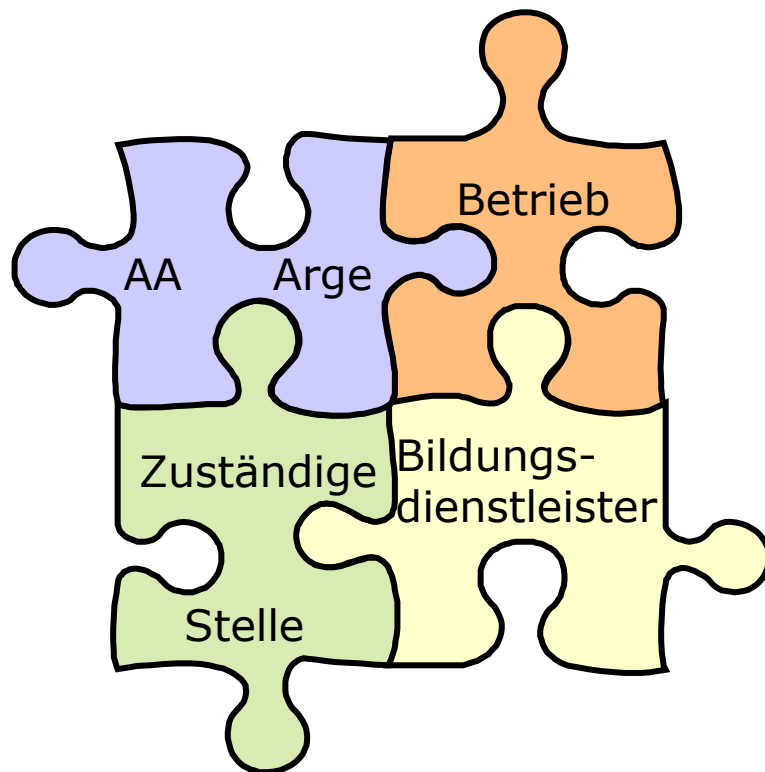 AA Arge
Betrieb
Zuständige
Stelle
Bildungs-
dienstleister